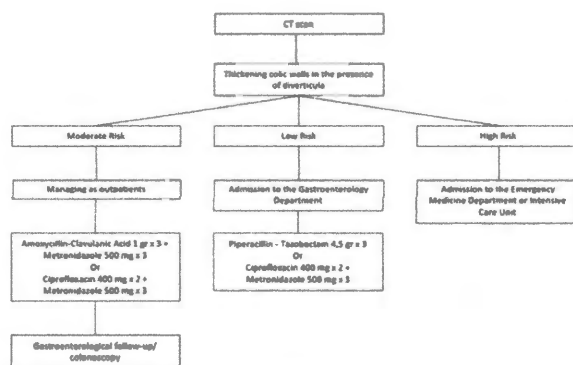 CT scan
Thickening colic walls in the presence
of diverticula
Moderate Risk
Low Risk
High Risk
Managing as outpatients
Admission to the Gastroenterology
Department
Admission to the Emergency
Medicine Department or Intensive
Care Unit
Amoxycillin-Clavulanic Acid 1 gr x 3 +
Metronidazole 500 mg x 3
Or
Ciprofloxacin 400 mg x 2 +
Metronidazole 500 mg x 3
Piperacillin - Tazobactam 4,5 gr x 3
Or
Ciprofloxacin 400 mg x 2 +
Metronidazole 500 mg x 3
Gastroenterological follow-up/
colonoscopy